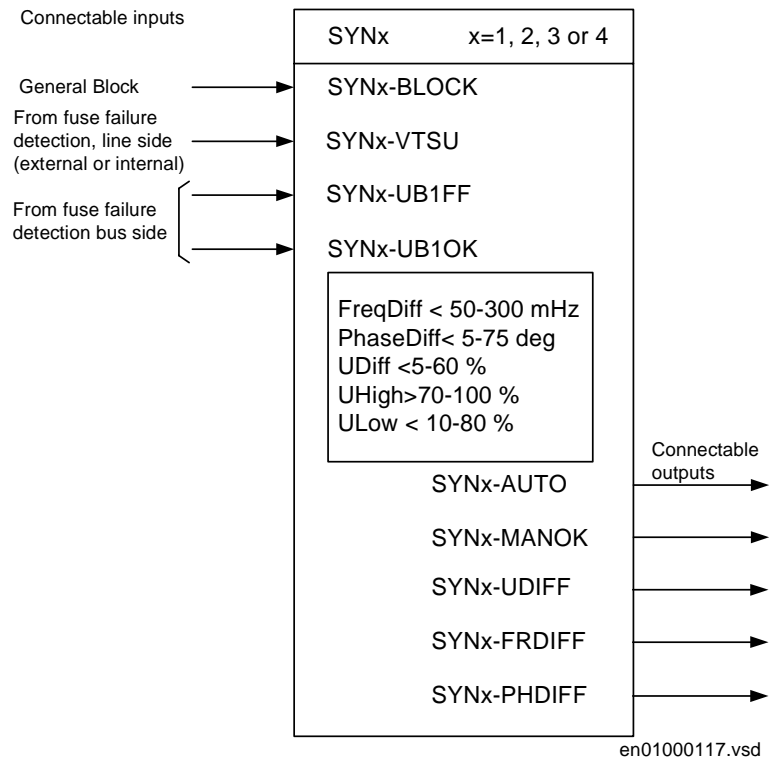 Connectable inputs
SYNx x=1, 2, 3 or 4
General Block
SYNx-BLOCK
From fuse failure
detection, line side
(external or internal)
SYNx-VTSU
From fuse failure
detection bus side
SYNx-UB1FF
SYNx-UB1OK
FreqDiff < 50-300 mHz
PhaseDiff< 5-75 deg
UDiff <5-60 %
UHigh>70-100 %
ULow < 10-80 %
Connectable
outputs
SYNx-AUTO
SYNx-MANOK
SYNx-UDIFF
SYNx-FRDIFF
SYNx-PHDIFF
en01000117.vsd